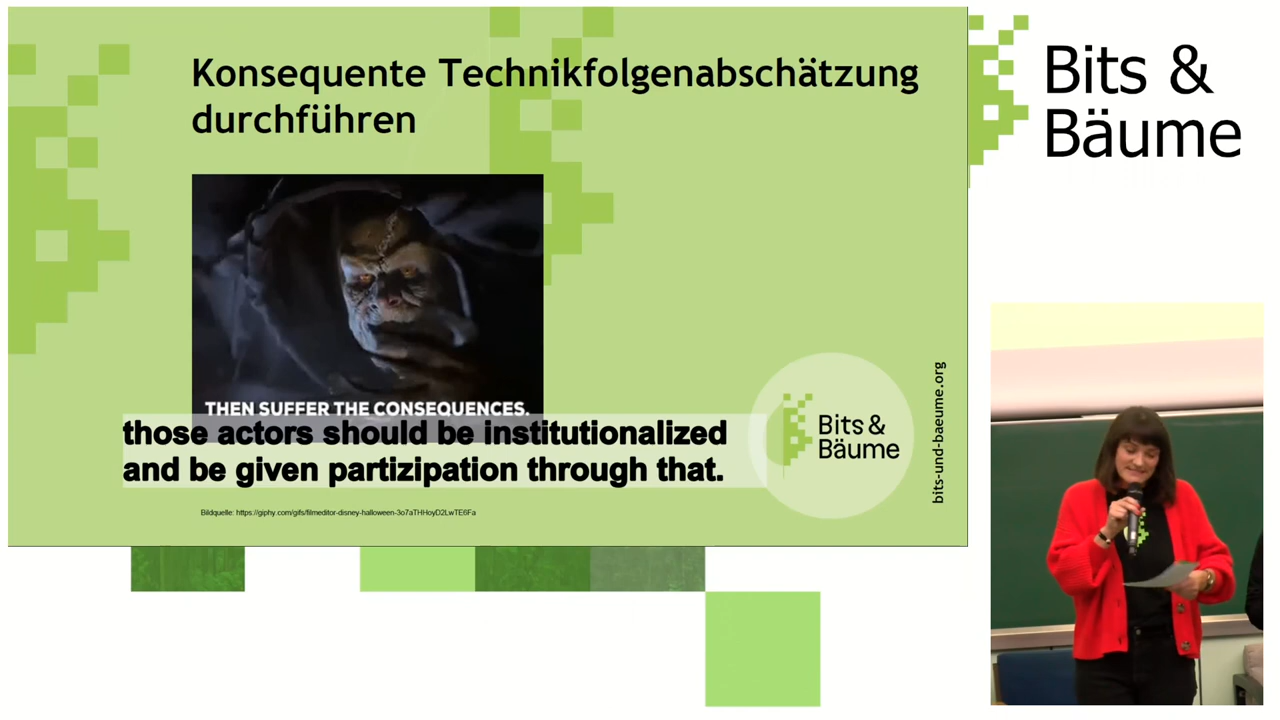 Konsequente Technikfolgenabschätzung
durchführen
THEN SUFFER THE CONSEQUENCES.
those actors should be institutionalized
and be given partizipation through that.
Bildquelle: https://giphy.com/gifs/filmeditor-disney-halloween-3o7aTHHoyD2LwTE6Fa
Bits &
Bäume
bits-und-baeume.org
Bits &
Bäume